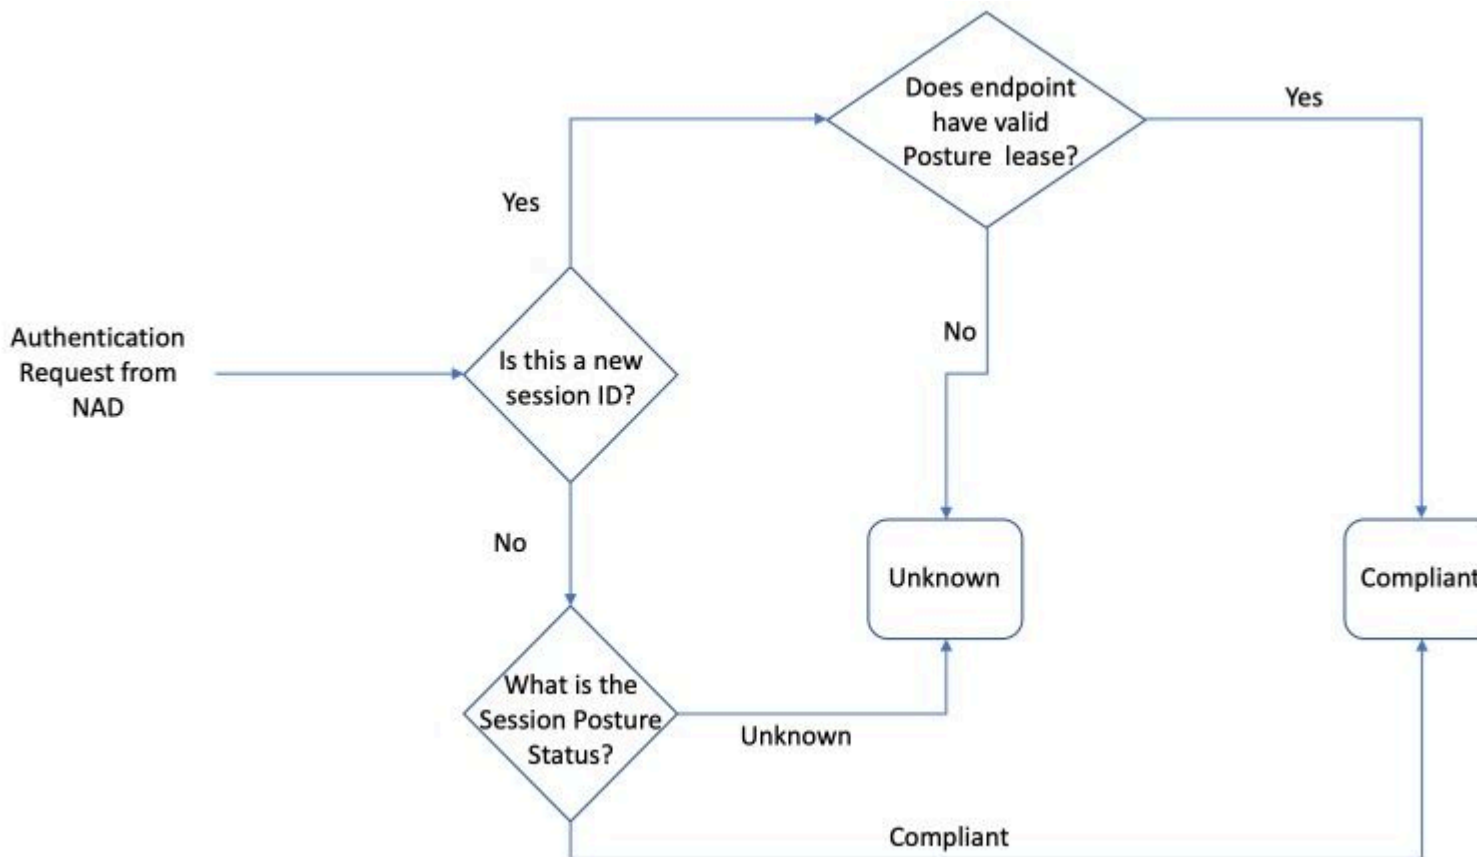 Does endpoint
have valid
Posture lease?
Yes
Yes
Authentication
Request from
NAD
Is this a new
session ID?
No
No
Unknown
Compliant
What is the
Session Posture
Status?
Unknown
Compliant